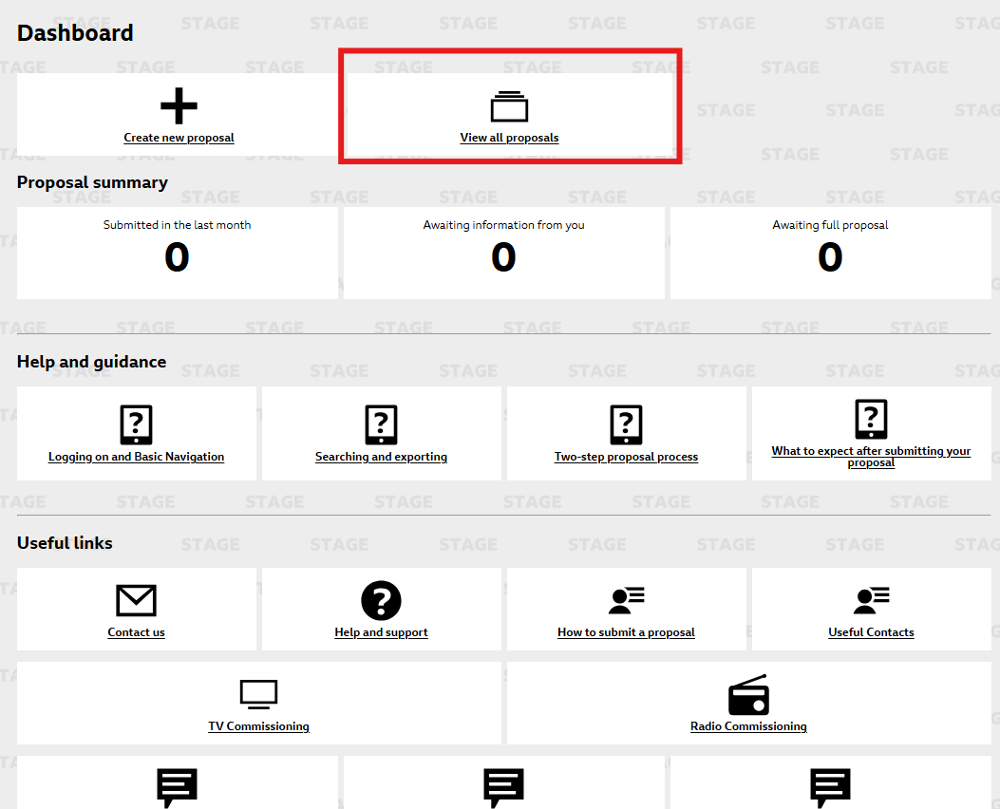 Dashboard
STAGE
Create new proposal
View all proposals
Proposal summary
Submitted in the last month
Awaiting information from you
Awaiting full proposal
0
0
0
Help and guidance
Logging on and Basic Navigation
Searching and exporting
Two-step proposal process
What to expect after submitting your
proposal
Useful links
Contact us
Help and support
How to submit a proposal
Useful Contacts
TV Commissioning
Radio Commissioning